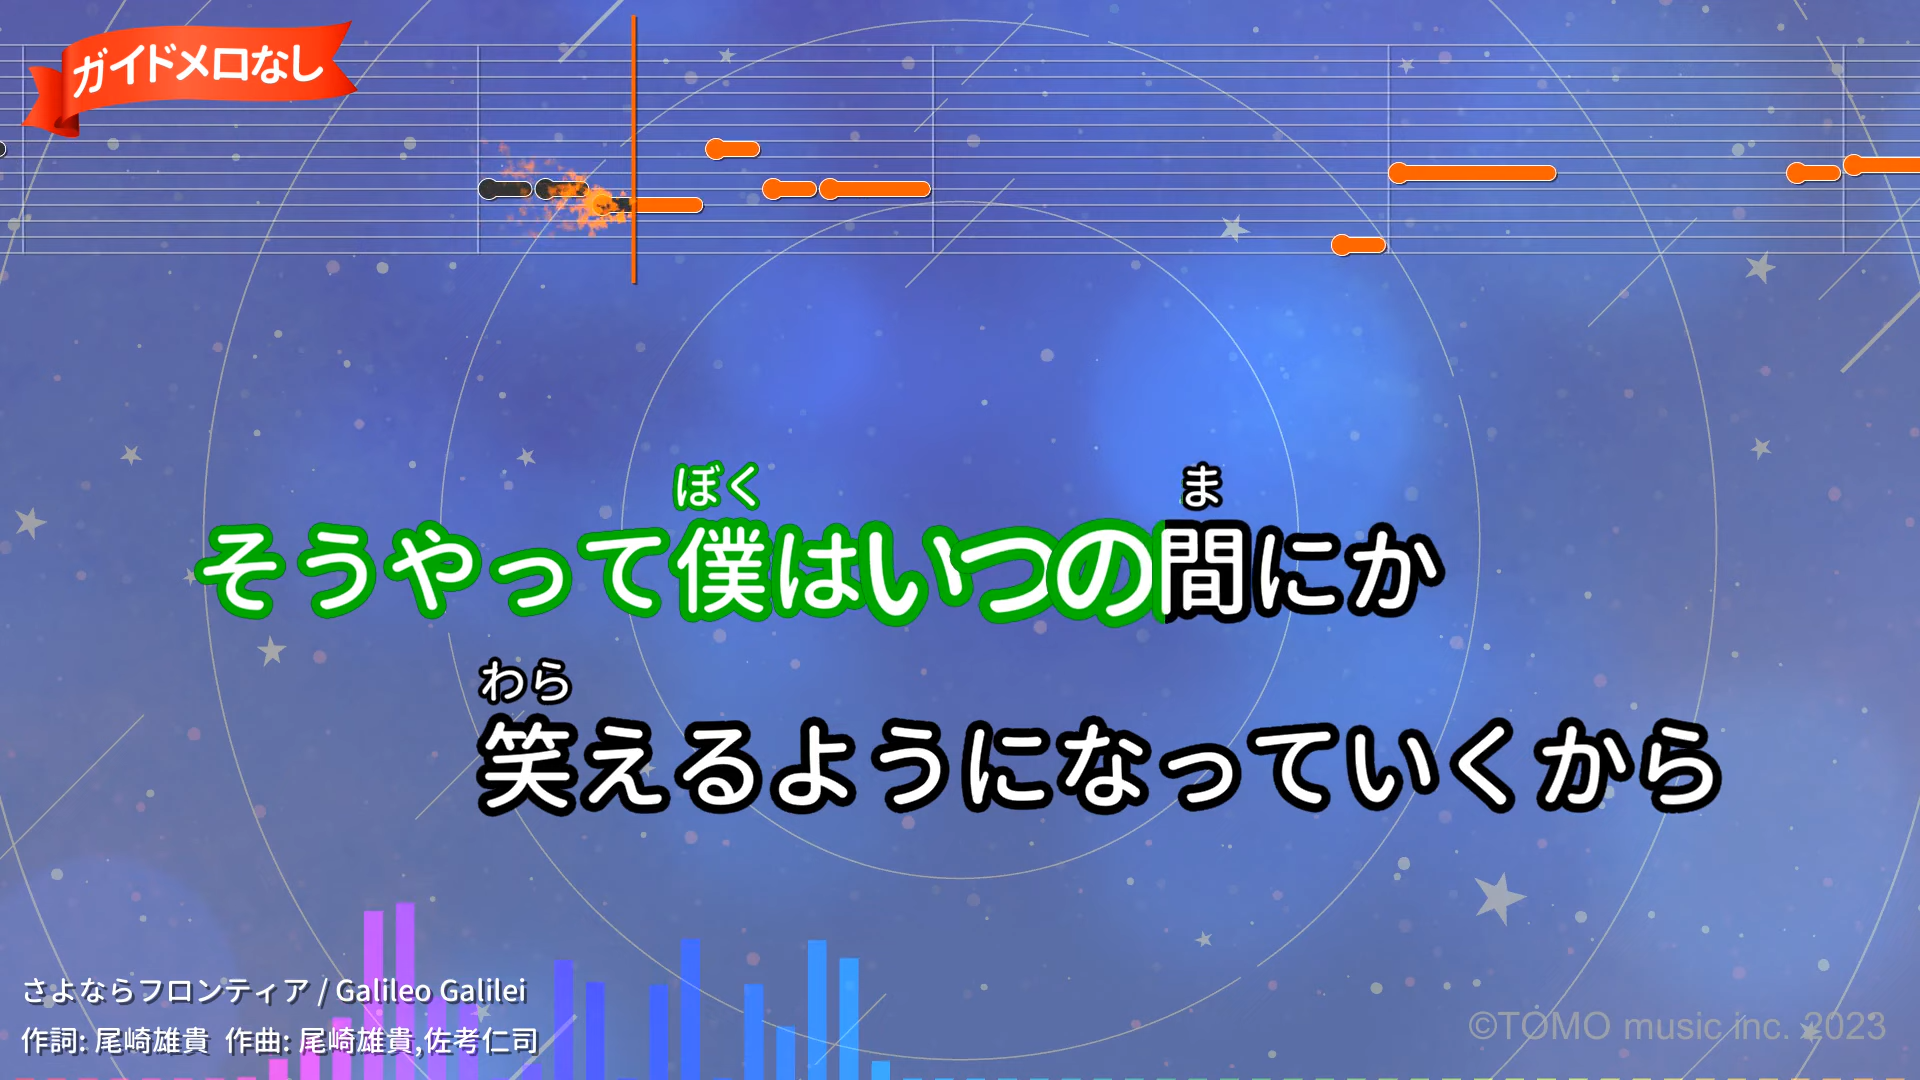 ガイドメロなし
ぼく ま
そうやって僕はいつの間にか
わら
笑えるようになっていくから
さよならフロンティア / Galileo Galilei
作詞: 尾崎雄貴 作曲: 尾崎雄貴,佐考仁司
©TOMO music inc. 2023